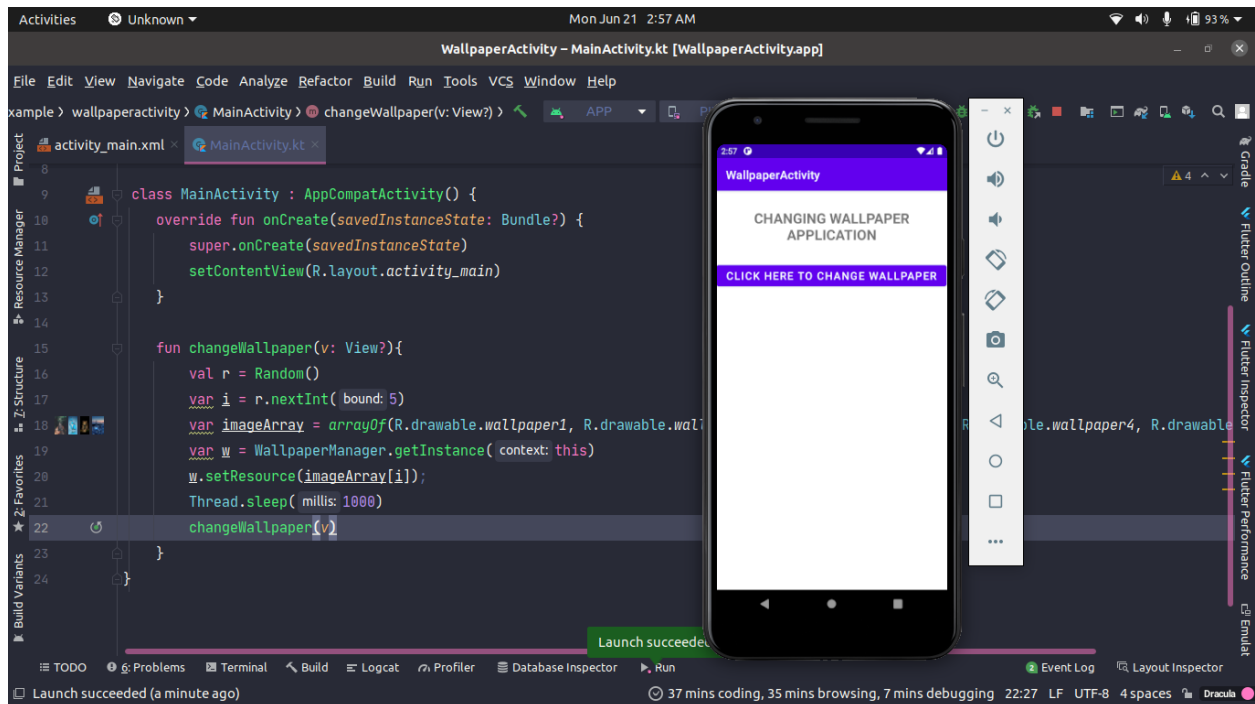 Activities Unknown Mon Jun 21 2:57 AM 93 %
WallpaperActivity – MainActivity.kt [WallpaperActivity.app]
File Edit View Navigate Code Analyze Refactor Build Run Tools VCS Window Help
xample wallpaperactivity MainActivity changeWallpaper(v: View?) APP
activity_main.xml MainActivity.kt
8
9 class MainActivity : AppCompatActivity() {
10 override fun onCreate(savedInstanceState: Bundle?) {
11 super.onCreate(savedInstanceState)
12 setContentView(R.layout.activity_main)
13 }
14
15 fun changeWallpaper(v: View?){
16 val r = Random()
17 var i = r.nextInt( bound: 5)
18 var imageArray = arrayOf(R.drawable.wallpaper1, R.drawable.wall R ble.wallpaper4, R.drawable
19 var w = WallpaperManager.getInstance( context: this)
20 w.setResource(imageArray[i]);
21 Thread.sleep( millis: 1000)
22 changeWallpaper(v)
23 }
24 }
4
Project
Resource Manager
Z: Structure
2: Favorites
Build Variants
2:57
WallpaperActivity
CHANGING WALLPAPER
APPLICATION
CLICK HERE TO CHANGE WALLPAPER
Gradle
Flutter Outline
Flutter Inspector
Flutter Performance
Emulat
Launch succeeded
TODO 6: Problems Terminal Build Logcat Profiler Database Inspector Run 2 Event Log Layout Inspector
Launch succeeded (a minute ago) 37 mins coding, 35 mins browsing, 7 mins debugging 22:27 LF UTF-8 4 spaces Dracula